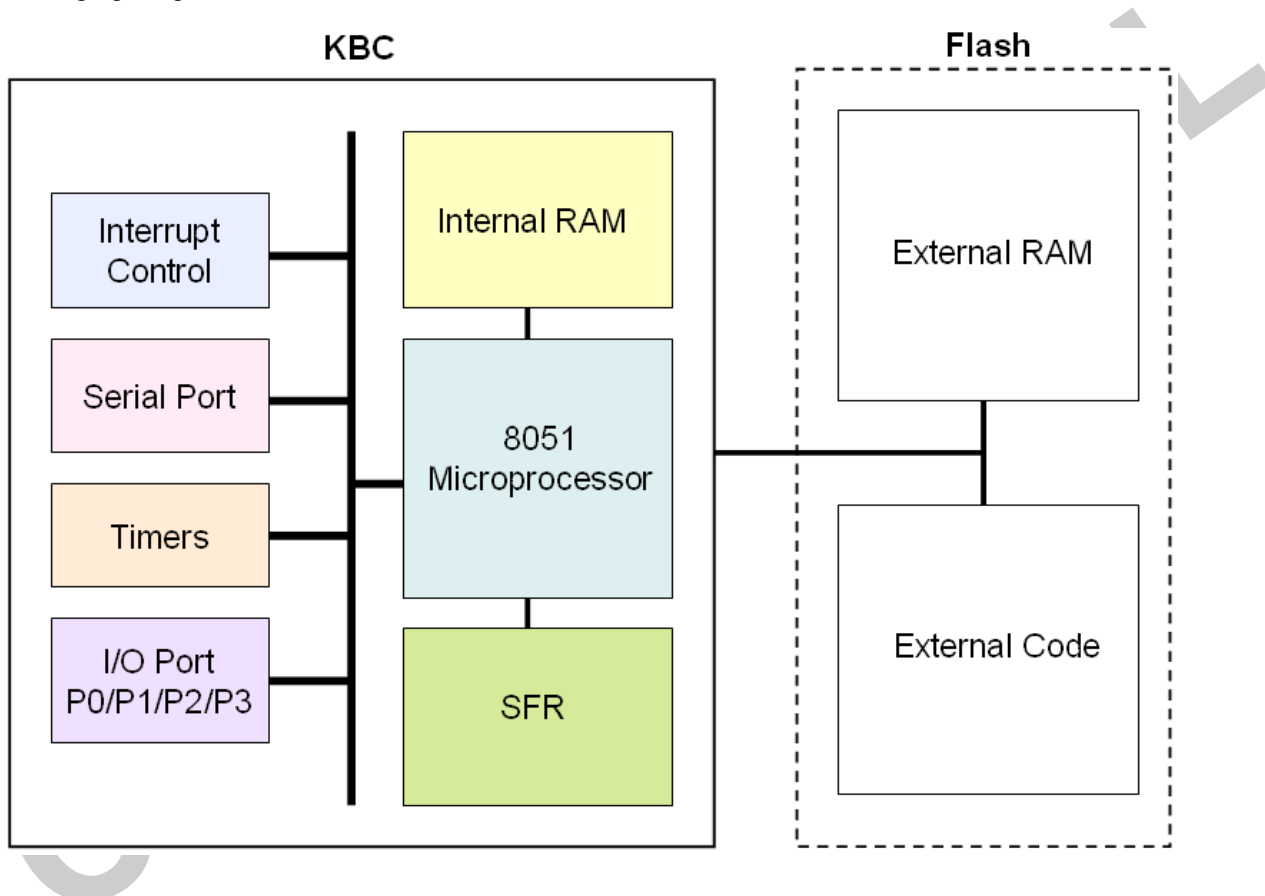 KBC
Flash
Interrupt
Control
Serial Port
Timers
I/O Port
P0/P1/P2/P3
Internal RAM
8051
Microprocessor
SFR
External RAM
External Code